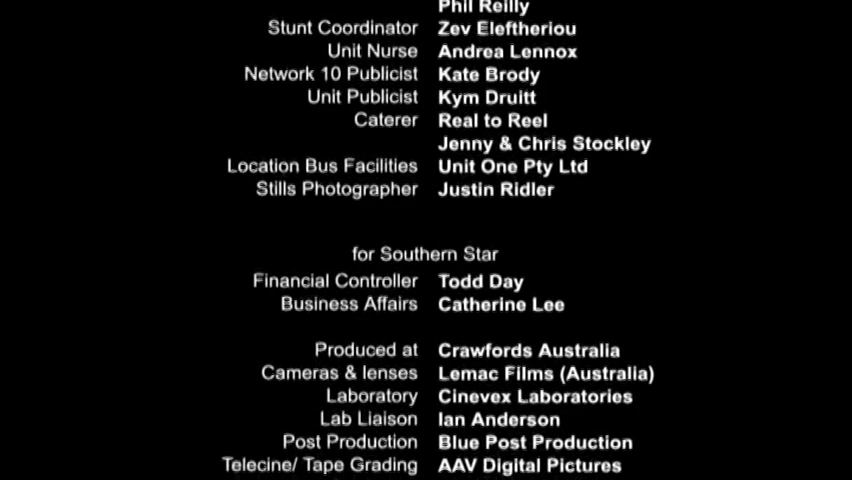 Phil Reilly
Stunt Coordinator Zev Eleftheriou
Unit Nurse Andrea Lennox
Network 10 Publicist Kate Brody
Unit Publicist Kym Druitt
Caterer Real to Reel
Jenny & Chris Stockley
Location Bus Facilities Unit One Pty Ltd
Stills Photographer Justin Ridler
for Southern Star
Financial Controller Todd Day
Business Affairs Catherine Lee
Produced at Crawfords Australia
Cameras & lenses Lemac Films (Australia)
Laboratory Cinevex Laboratories
Lab Liaison Ian Anderson
Post Production Blue Post Production
Telecine/ Tape Grading AAV Digital Pictures